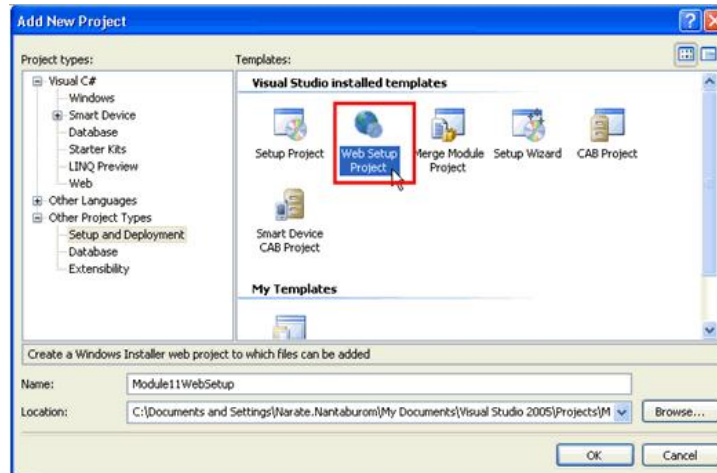 Add New Project
Project types:
Templates:
Visual C#
Windows
Smart Device
Database
Starter Kits
LINQ Preview
Web
Other Languages
Other Project Types
Setup and Deployment
Database
Extensibility
Visual Studio installed templates
Setup Project
Web Setup
Project
Merge Module
Project
Setup Wizard
CAB Project
Smart Device
CAB Project
My Templates
Create a Windows Installer web project to which files can be added
Name:
Module11WebSetup
Location:
C:\Documents and Settings\Narate.Nantaburom\My Documents\Visual Studio 2005\Projects\M
Browse...
OK
Cancel